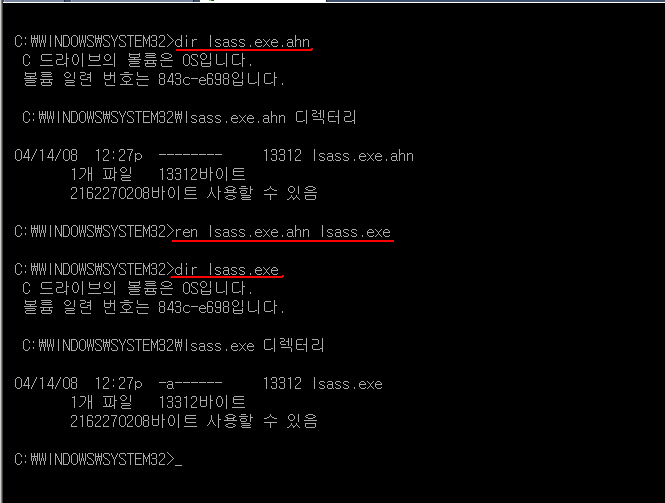 C:\WINDOWS\SYSTEM32>dir lsass.exe.ahn
C 드라이브의 볼륨은 OS입니다.
볼륨 일련 번호는 843c-e698입니다.
C:\WINDOWS\SYSTEM32\lsass.exe.ahn 디렉터리
04/14/08 12:27p -------- 13312 lsass.exe.ahn
1개 파일 13312바이트
2162270208바이트 사용할 수 있음
C:\WINDOWS\SYSTEM32>ren lsass.exe.ahn lsass.exe
C:\WINDOWS\SYSTEM32>dir lsass.exe
C 드라이브의 볼륨은 OS입니다.
볼륨 일련 번호는 843c-e698입니다.
C:\WINDOWS\SYSTEM32\lsass.exe 디렉터리
04/14/08 12:27p -a------ 13312 lsass.exe
1개 파일 13312바이트
2162270208바이트 사용할 수 있음
C:\WINDOWS\SYSTEM32>_